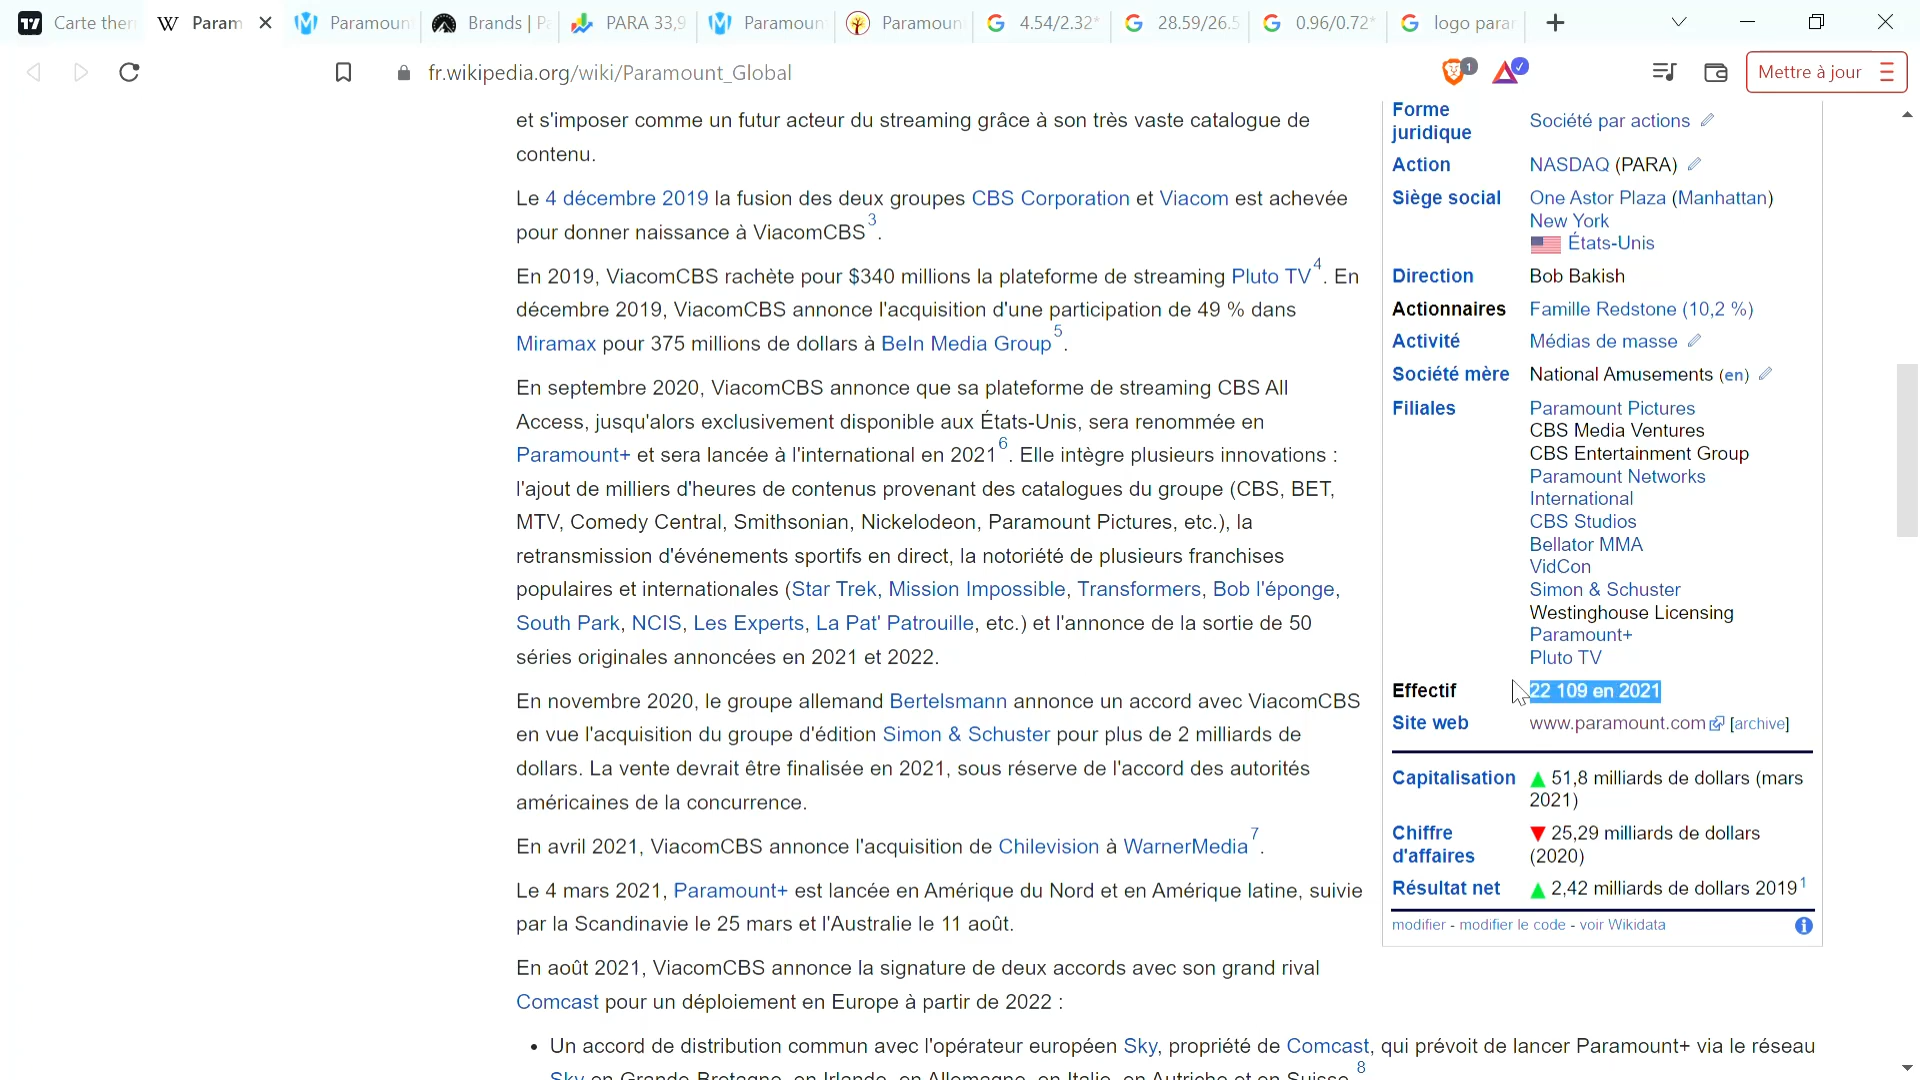 Carte ther
Param
Paramoun
Brands | Pa
PARA 33,9
Paramoun
Paramoun
4.54/2.32*
28.59/26.5
0.96/0.72*
logo parar
fr.wikipedia.org/wiki/Paramount_Global
1
Mettre à jour
et s'imposer comme un futur acteur du streaming grâce à son très vaste catalogue de
contenu.
Le 4 décembre 2019 la fusion des deux groupes CBS Corporation et Viacom est achevée
pour donner naissance à ViacomCBS3.
En 2019, ViacomCBS rachète pour $340 millions la plateforme de streaming Pluto TV4. En
décembre 2019, ViacomCBS annonce l'acquisition d'une participation de 49 % dans
Miramax pour 375 millions de dollars à BeIn Media Group5.
En septembre 2020, ViacomCBS annonce que sa plateforme de streaming CBS All
Access, jusqu'alors exclusivement disponible aux États-Unis, sera renommée en
Paramount+ et sera lancée à l'international en 20216. Elle intègre plusieurs innovations :
l'ajout de milliers d'heures de contenus provenant des catalogues du groupe (CBS, BET,
MTV, Comedy Central, Smithsonian, Nickelodeon, Paramount Pictures, etc.), la
retransmission d'événements sportifs en direct, la notoriété de plusieurs franchises
populaires et internationales (Star Trek, Mission Impossible, Transformers, Bob l'éponge,
South Park, NCIS, Les Experts, La Pat' Patrouille, etc.) et l'annonce de la sortie de 50
séries originales annoncées en 2021 et 2022.
En novembre 2020, le groupe allemand Bertelsmann annonce un accord avec ViacomCBS
en vue l'acquisition du groupe d'édition Simon & Schuster pour plus de 2 milliards de
dollars. La vente devrait être finalisée en 2021, sous réserve de l'accord des autorités
américaines de la concurrence.
En avril 2021, ViacomCBS annonce l'acquisition de Chilevision à WarnerMedia7.
Le 4 mars 2021, Paramount+ est lancée en Amérique du Nord et en Amérique latine, suivie
par la Scandinavie le 25 mars et l'Australie le 11 août.
En août 2021, ViacomCBS annonce la signature de deux accords avec son grand rival
Comcast pour un déploiement en Europe à partir de 2022 :
• Un accord de distribution commun avec l'opérateur européen Sky, propriété de Comcast, qui prévoit de lancer Paramount+ via le réseau
Sky en Grande-Bretagne, en Irlande, en Allemagne, en Italie, en Autriche et en Suisse8
Forme
juridique
Société par actions
Action
NASDAQ (PARA)
Siège social
One Astor Plaza (Manhattan)
New York
États-Unis
Direction
Bob Bakish
Actionnaires
Famille Redstone (10,2 %)
Activité
Médias de masse
Société mère
National Amusements (en)
Filiales
Paramount Pictures
CBS Media Ventures
CBS Entertainment Group
Paramount Networks
International
CBS Studios
Bellator MMA
VidCon
Simon & Schuster
Westinghouse Licensing
Paramount+
Pluto TV
Effectif
22 109 en 2021
Site web
www.paramount.com [archive]
Capitalisation
51,8 milliards de dollars (mars
2021)
Chiffre
d'affaires
25,29 milliards de dollars
(2020)
Résultat net
2,42 milliards de dollars 20191
modifier - modifier le code - voir Wikidata